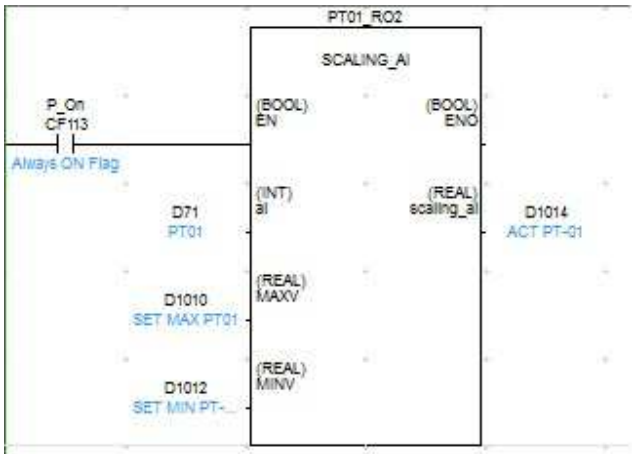 PT01_RO2
SCALING_AI
P_On
CF113
Always ON Flag
(BOOL)
EN
(BOOL)
ENO
(INT)
ai
(REAL)
scaling_ai
D71
PT01
D1014
ACT PT-01
(REAL)
MAXV
D1010
SET MAX PT01
(REAL)
MINV
D1012
SET MIN PT-...